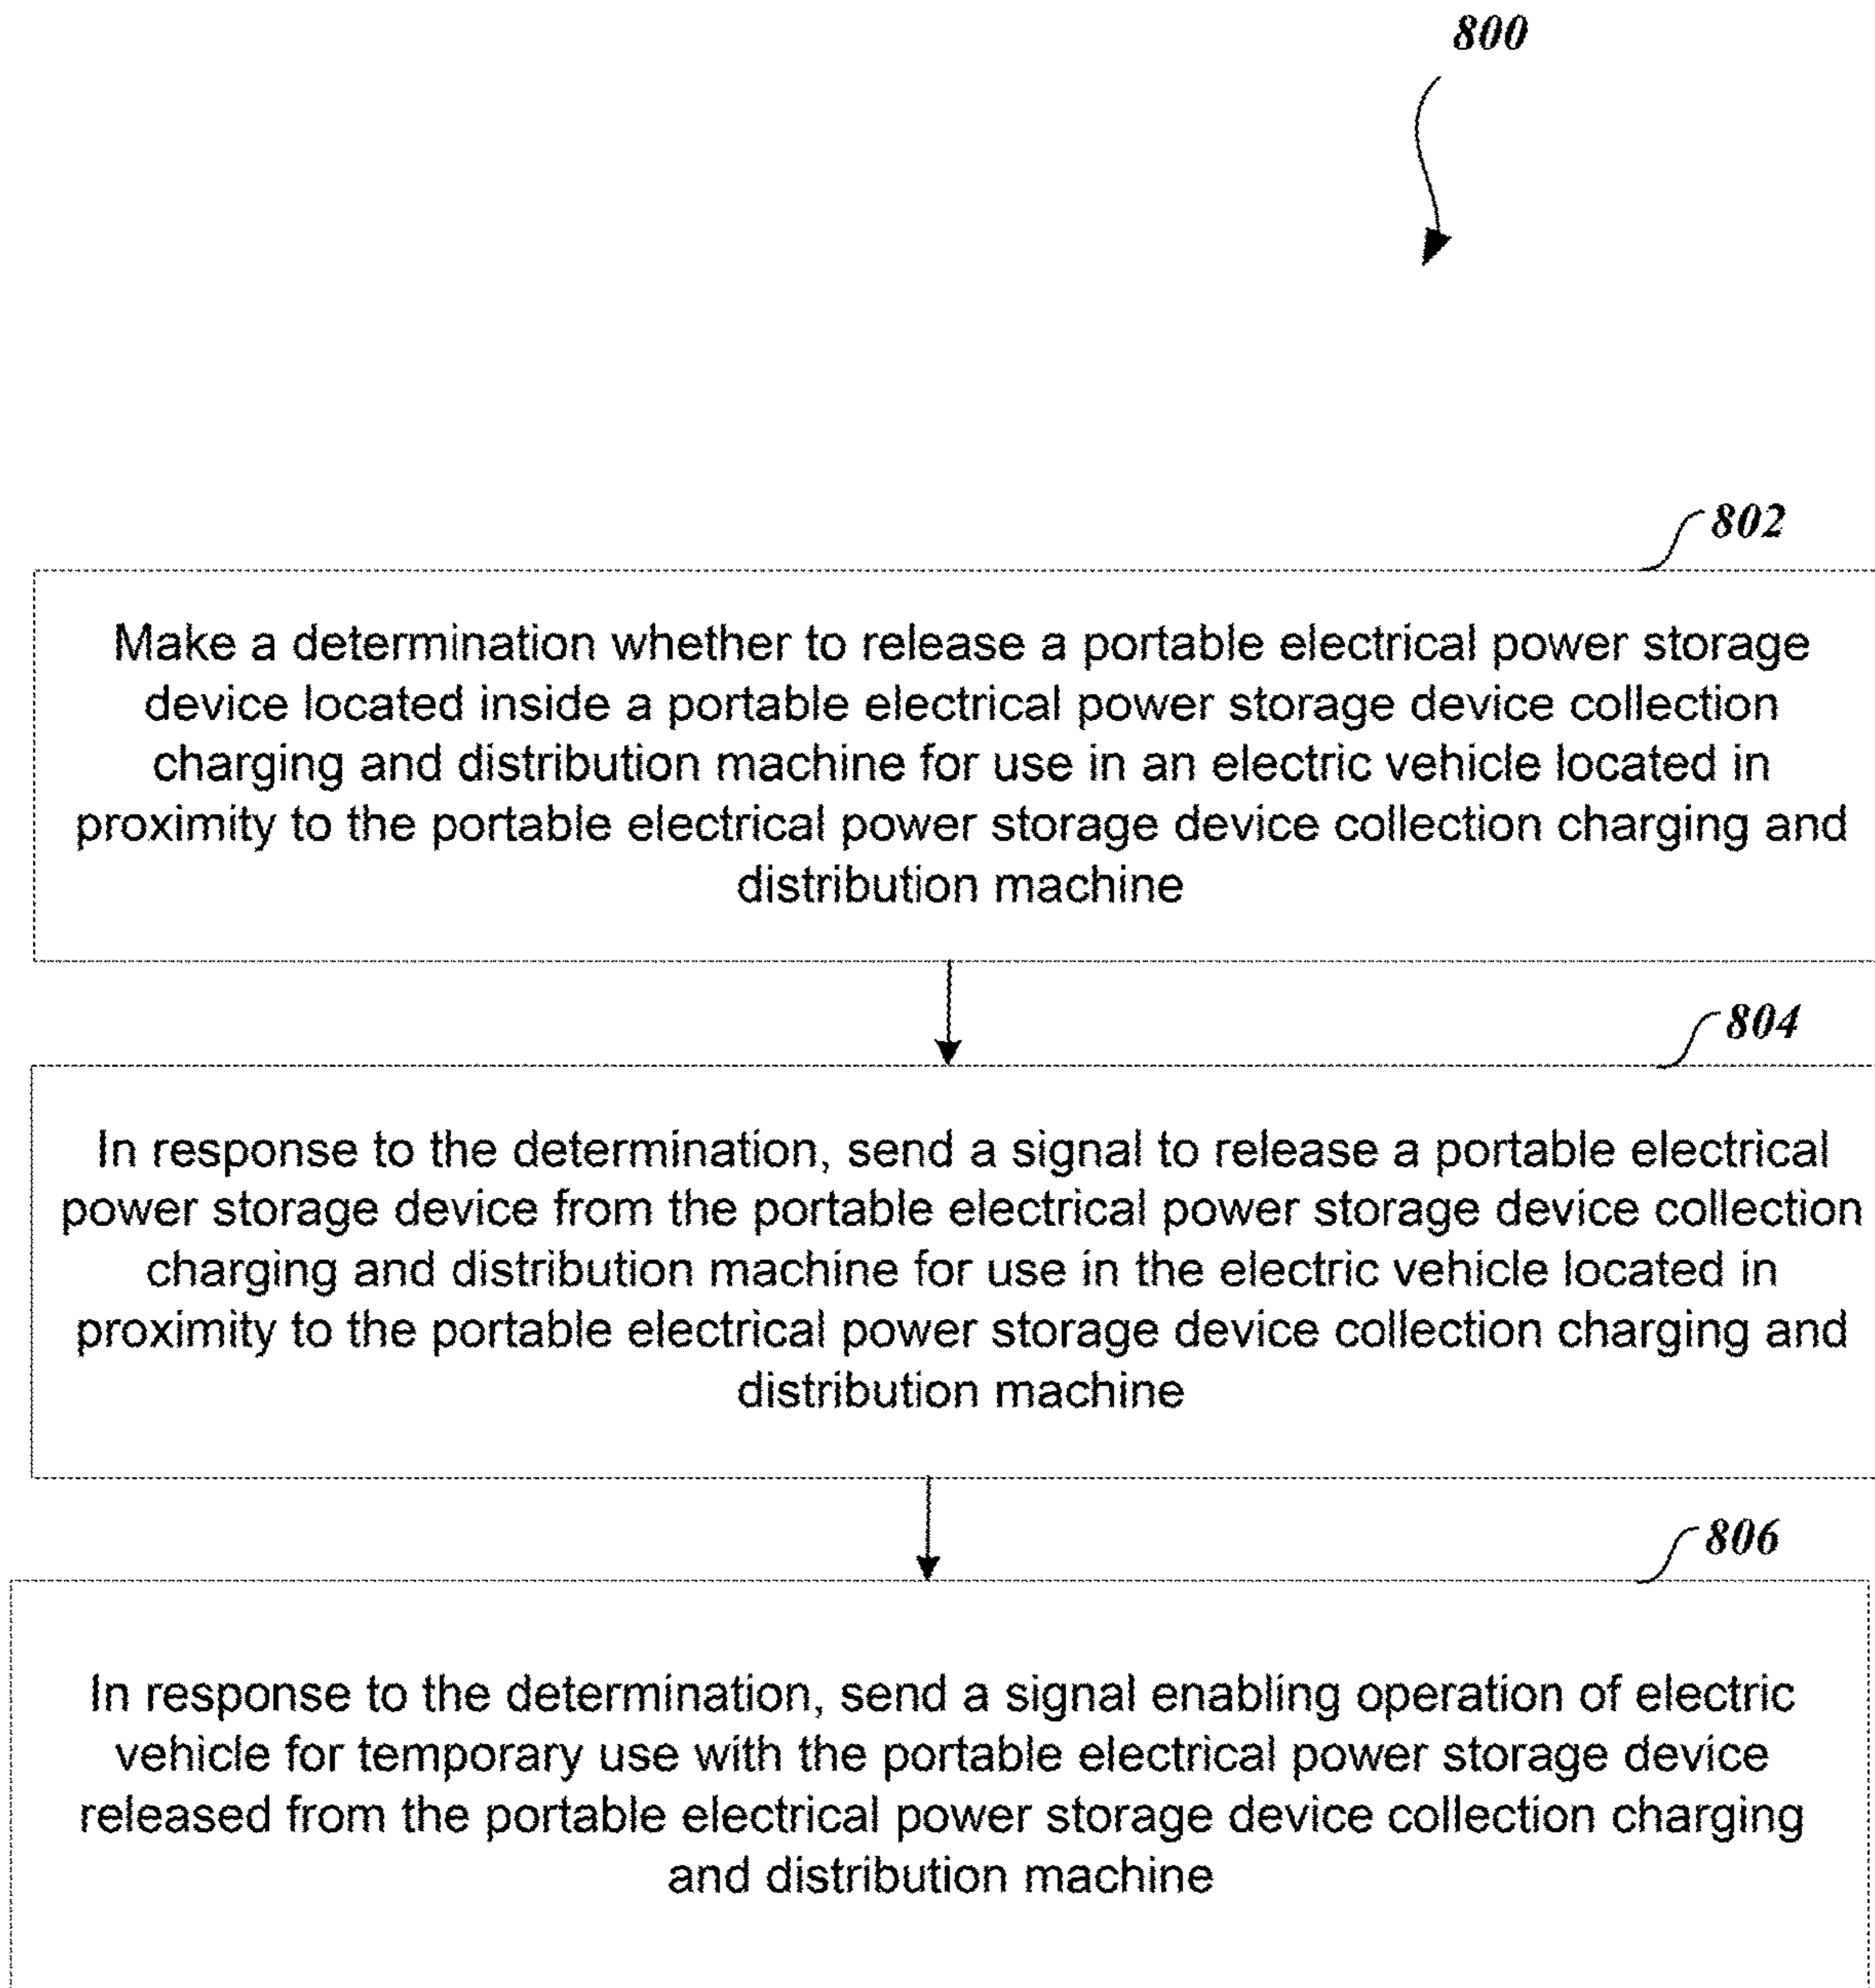 800
802
Make a determination whether to release a portable electrical power storage
device located inside a portable electrical power storage device collection
charging and distribution machine for use in an electric vehicle located in
proximity to the portable electrical power storage device collection charging and
distribution machine
804
In response to the determination, send a signal to release a portable electrical
power storage device from the portable electrical power storage device collection
charging and distribution machine for use in the electric vehicle located in
proximity to the portable electrical power storage device collection charging and
distribution machine
806
In response to the determination, send a signal enabling operation of electric
vehicle for temporary use with the portable electrical power storage device
released from the portable electrical power storage device collection charging
and distribution machine